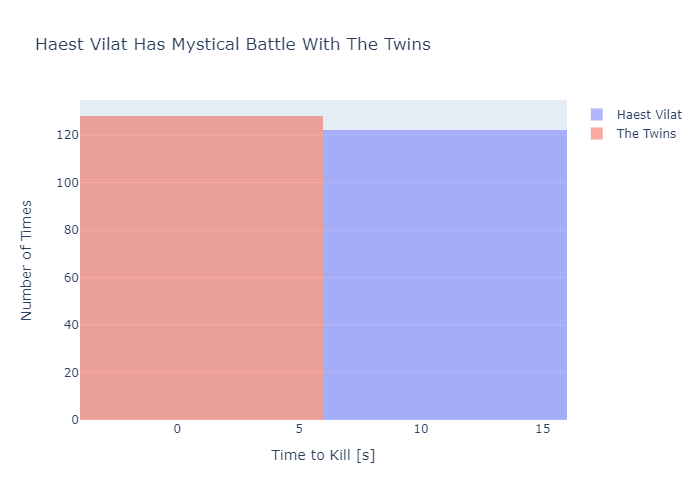 Haest Vilat Has Mystical Battle With The Twins
Haest Vilat
The Twins
Number of Times
120
100
80
60
40
20
0
0 5 10 15
Time to Kill [s]